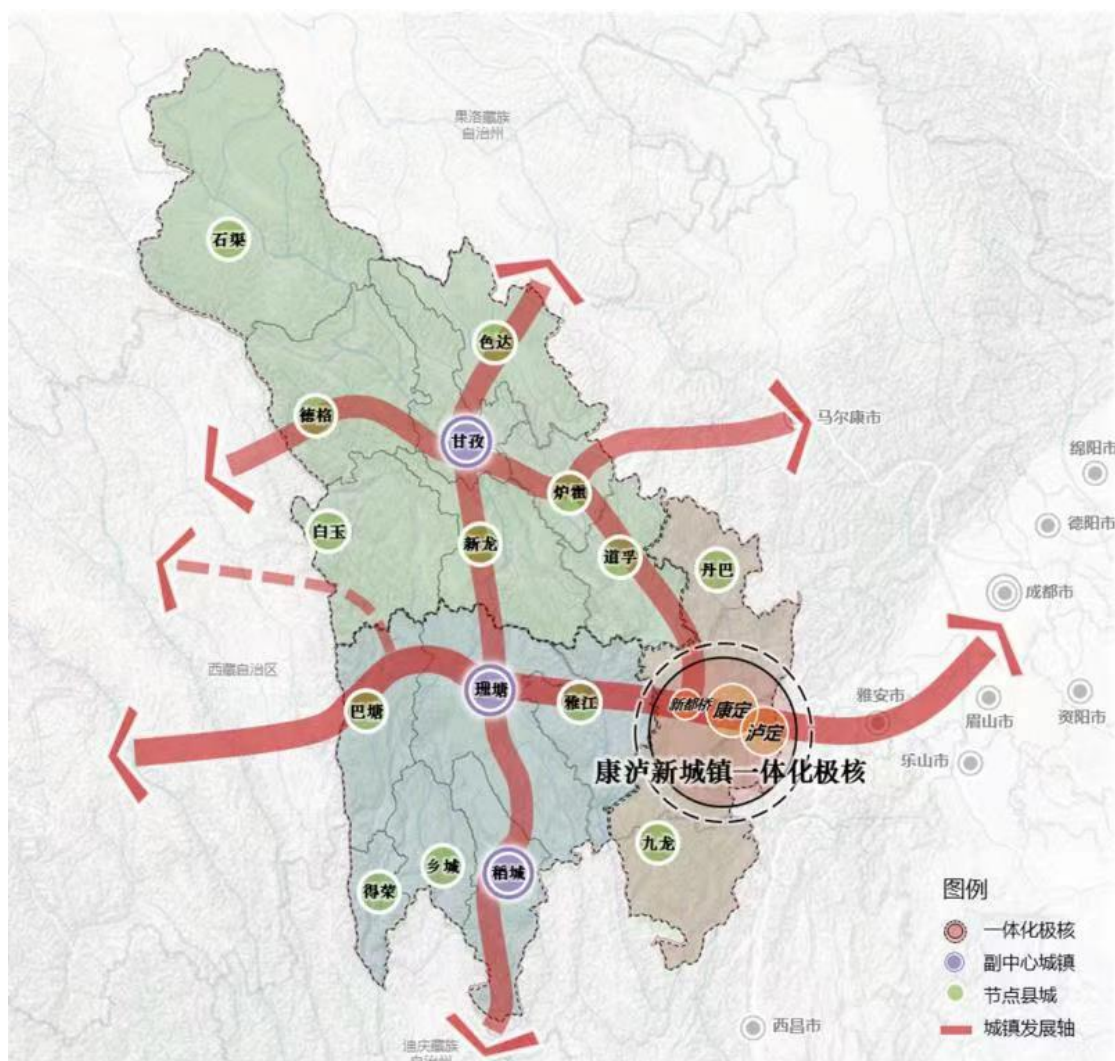 果洛藏族
自治州
石渠
色达
德格
甘孜
马尔康市
绵阳市
炉霍
白玉
新龙
道孚
丹巴
德阳市
成都市
西藏自治区
理塘
巴塘
雅江
新都桥
康定
泸定
雅安市
眉山市
资阳市
乐山市
康泸新城镇一体化极核
九龙
乡城
稻城
得荣
图例
一体化极核
副中心城镇
节点县城
城镇发展轴
西昌市
迪庆藏族
自治州